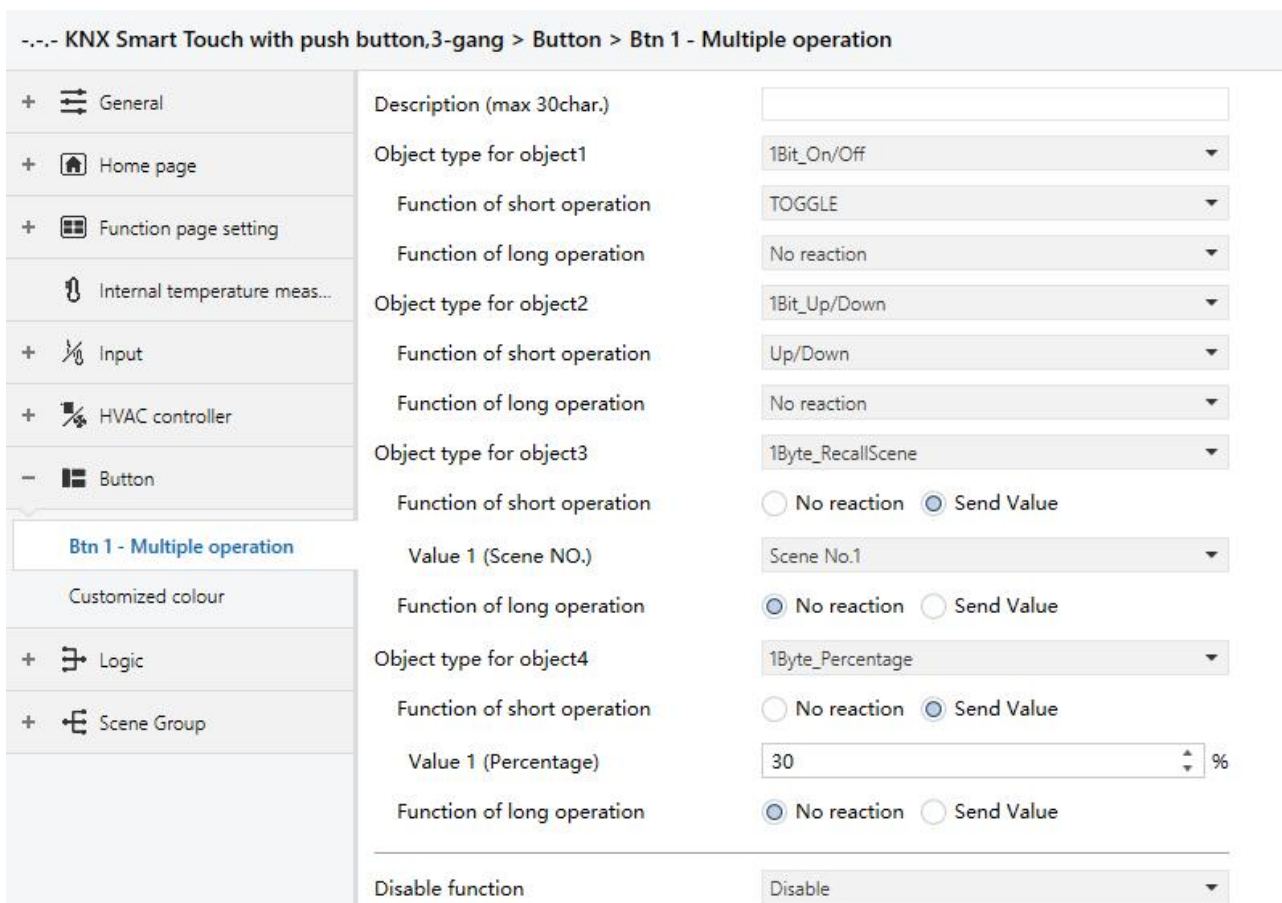 -.-.- KNX Smart Touch with push button,3-gang > Button > Btn 1 - Multiple operation
+ General
+ Home page
+ Function page setting
Internal temperature meas...
+ Input
+ HVAC controller
- Button
Btn 1 - Multiple operation
Customized colour
+ Logic
+ Scene Group
Description (max 30char.)
Object type for object1 1Bit_On/Off
Function of short operation TOGGLE
Function of long operation No reaction
Object type for object2 1Bit_Up/Down
Function of short operation Up/Down
Function of long operation No reaction
Object type for object3 1Byte_RecallScene
Function of short operation No reaction Send Value
Value 1 (Scene NO.) Scene No.1
Function of long operation No reaction Send Value
Object type for object4 1Byte_Percentage
Function of short operation No reaction Send Value
Value 1 (Percentage) 30 %
Function of long operation No reaction Send Value
Disable function Disable